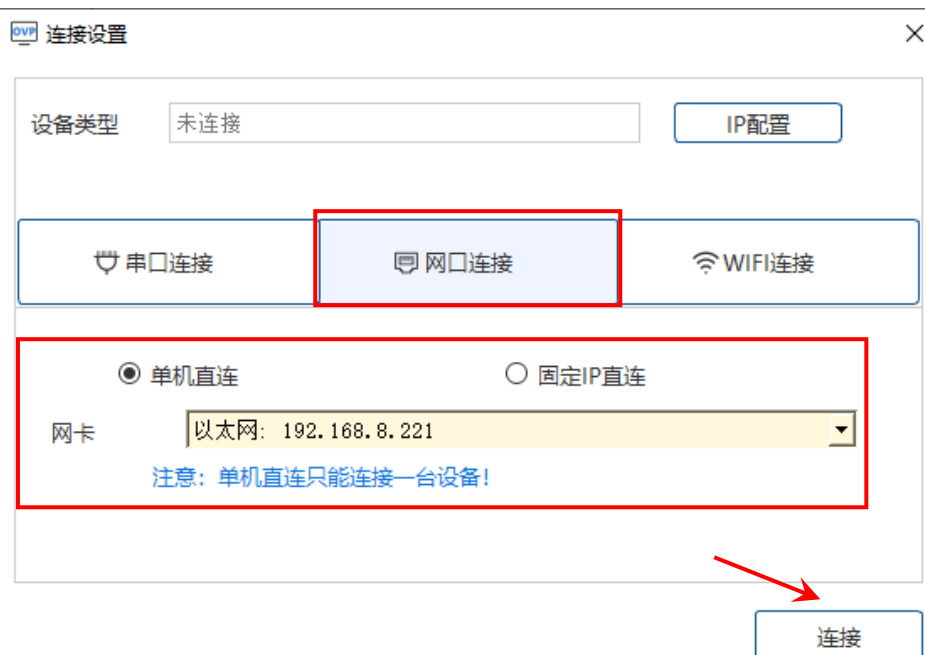 OVP 连接设置
设备类型 未连接 IP配置
串口连接 网口连接 WIFI连接
单机直连 固定IP直连
网卡 以太网: 192.168.8.221
注意：单机直连只能连接一台设备！
连接